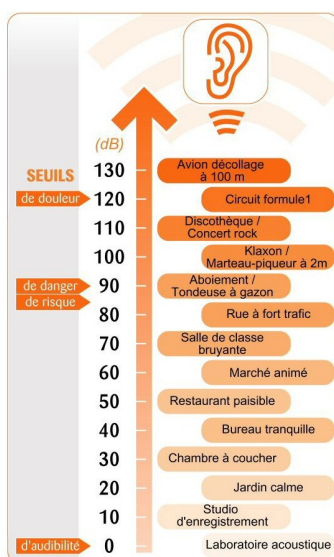 (dB)
SEUILS
130
Avion décollage
à 100 m
de douleur
120
Circuit formule1
110
Discothèque /
Concert rock
100
Klaxon /
Marteau-piqueur à 2m
de danger
90
Aboiement /
Tondeuse à gazon
de risque
80
Rue à fort trafic
70
Salle de classe
bruyante
60
Marché animé
50
Restaurant paisible
40
Bureau tranquille
30
Chambre à coucher
20
Jardin calme
10
Studio
d'enregistrement
d'audibilité
0
Laboratoire acoustique